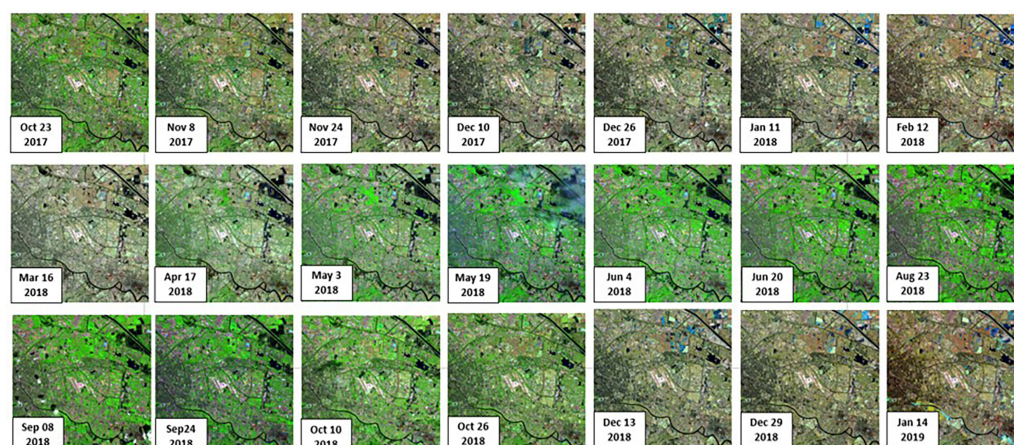 Oct 23
2017
Nov 8
2017
Nov 24
2017
Dec 10
2017
Dec 26
2017
Jan 11
2018
Feb 12
2018
Mar 16
2018
Apr 17
2018
May 3
2018
May 19
2018
Jun 4
2018
Jun 20
2018
Aug 23
2018
Sep 08
2018
Sep24
2018
Oct 10
2018
Oct 26
2018
Dec 13
2018
Dec 29
2018
Jan 14
2019